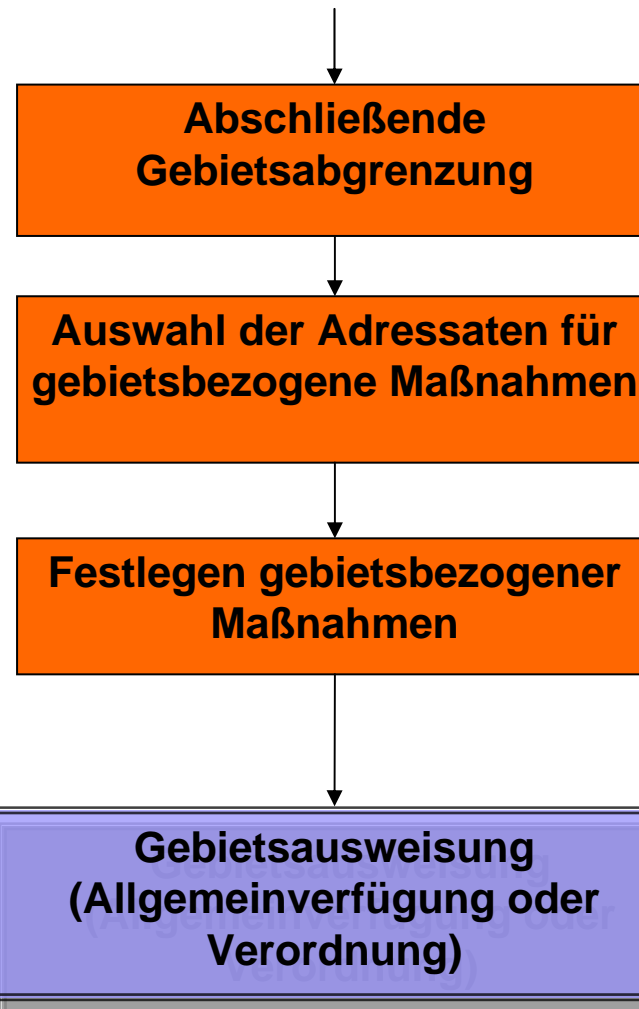 Abschließende
Gebietsabgrenzung
Auswahl der Adressaten für
gebietsbezogene Maßnahmen
Festlegen gebietsbezogener
Maßnahmen
Gebietsausweisung
(Allgemeinverfügung oder
Verordnung)